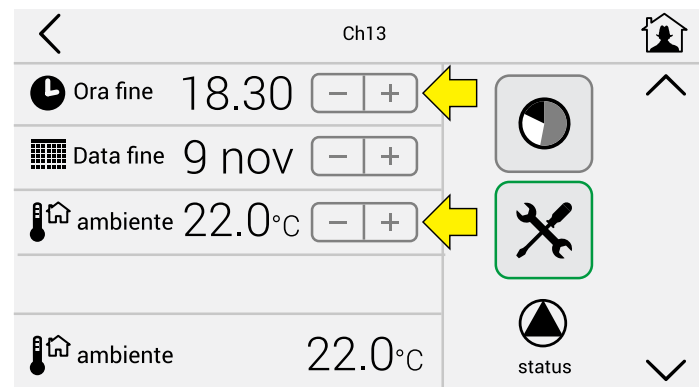 Ch13
Ora fine 18.30 − +
Data fine 9 nov − +
ambiente 22.0°C − +
ambiente 22.0°C
status